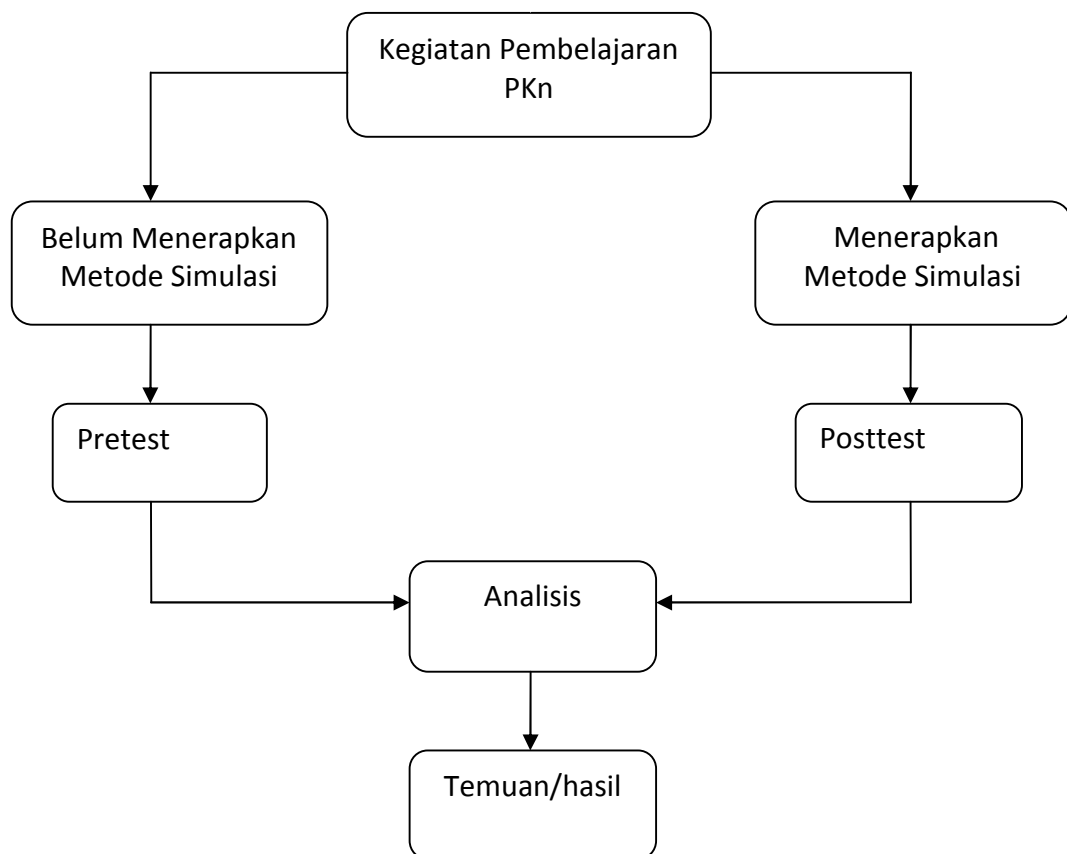 Kegiatan Pembelajaran
PKn
Belum Menerapkan
Metode Simulasi
Menerapkan
Metode Simulasi
Pretest
Posttest
Analisis
Temuan/hasil